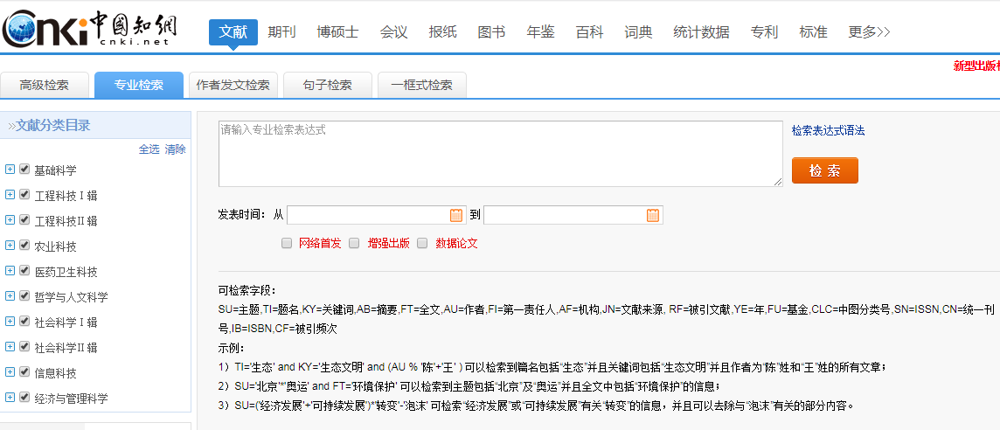 Cnki中國知網
cnki.net
文献 期刊 博硕士 会议 报纸 图书 年鉴 百科 词典 统计数据 专利 标准 更多>>
新型出版
高级检索 专业检索 作者发文检索 句子检索 一框式检索
文献分类目录
全选 清除
基础科学
工程科技Ⅰ辑
工程科技II辑
农业科技
医药卫生科技
哲学与人文科学
社会科学Ⅰ辑
社会科学II辑
信息科技
经济与管理科学
请输入专业检索表达式
检索表达式语法
检 索
发表时间: 从 到
网络首发 增强出版 数据论文
可检索字段:
SU=主题,TI=题名,KY=关键词,AB=摘要,FT=全文,AU=作者,FI=第一责任人,AF=机构,JN=文献来源, RF=被引文献,YE=年,FU=基金,CLC=中图分类号,SN=ISSN,CN=统一刊
号,IB=ISBN,CF=被引频次
示例:
1）TI='生态' and KY='生态文明' and (AU % '陈'+'王' ) 可以检索到篇名包括“生态”并且关键词包括“生态文明”并且作者为“陈”姓和“王”姓的所有文章；
2）SU='北京'*'奥运' and FT='环境保护' 可以检索到主题包括“北京”及“奥运”并且全文中包括“环境保护”的信息；
3）SU=('经济发展'+'可持续发展')*'转变'-'泡沫' 可检索“经济发展”或“可持续发展”有关“转变”的信息，并且可以去除与“泡沫”有关的部分内容。